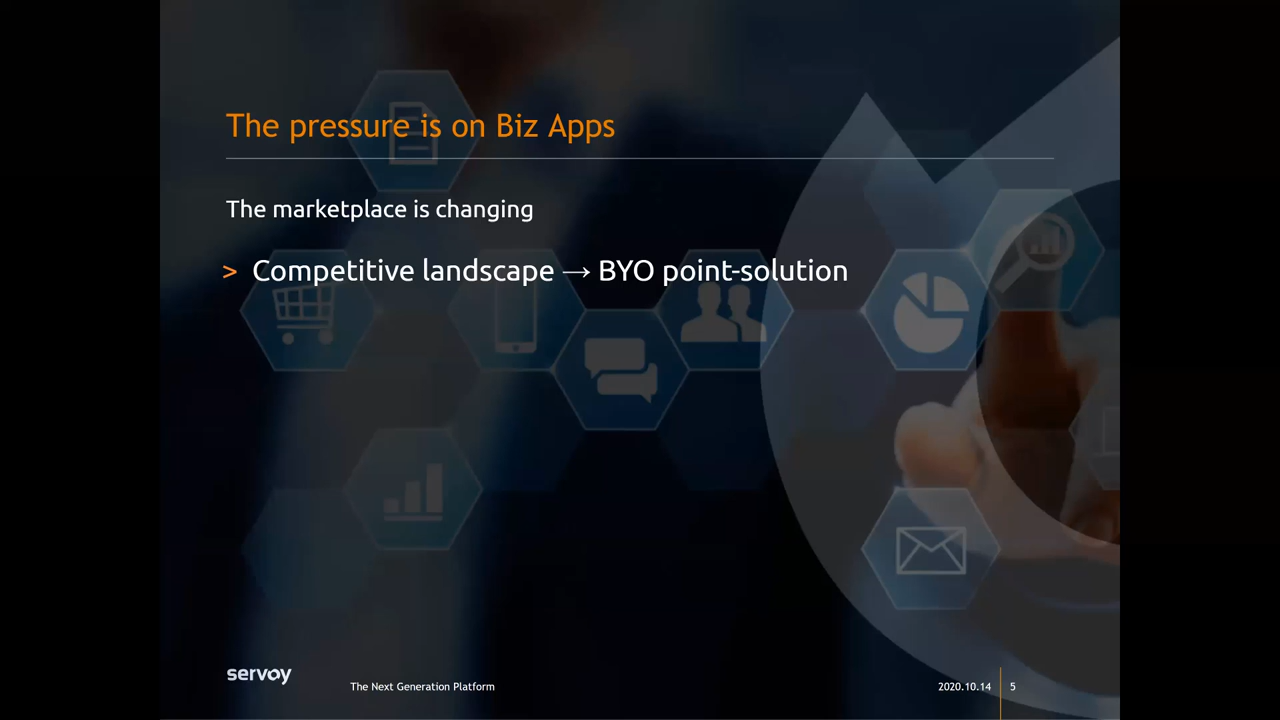 The pressure is on Biz Apps
The marketplace is changing
> Competitive landscape → BYO point-solution
servoy
The Next Generation Platform
2020.10.14
5